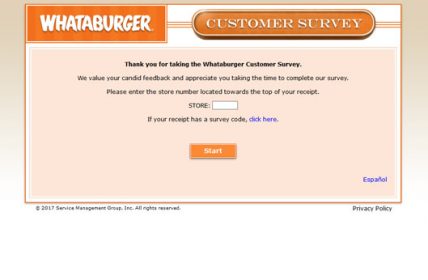 WHATABURGER
CUSTOMER SURVEY
Thank you for taking the Whataburger Customer Survey.
We value your candid feedback and appreciate you taking the time to complete our survey.
Please enter the store number located towards the top of your receipt.
STORE:
If your receipt has a survey code, click here.
Start
Español
© 2017 Service Management Group, Inc. All rights reserved.
Privacy Policy